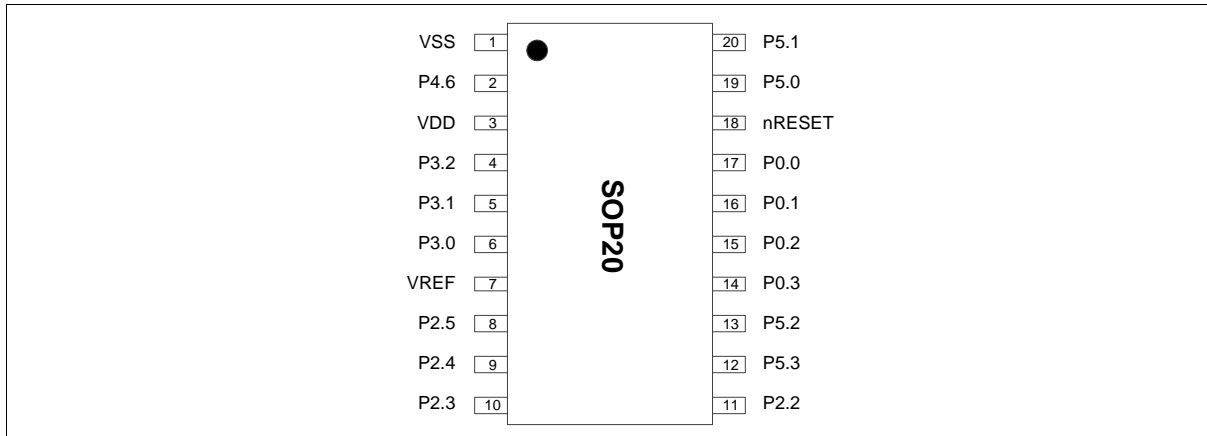 VSS 1 20 P5.1
P4.6 2 19 P5.0
VDD 3 18 nRESET
P3.2 4 17 P0.0
P3.1 5 16 P0.1
P3.0 6 15 P0.2
VREF 7 14 P0.3
P2.5 8 13 P5.2
P2.4 9 12 P5.3
P2.3 10 11 P2.2
SOP20